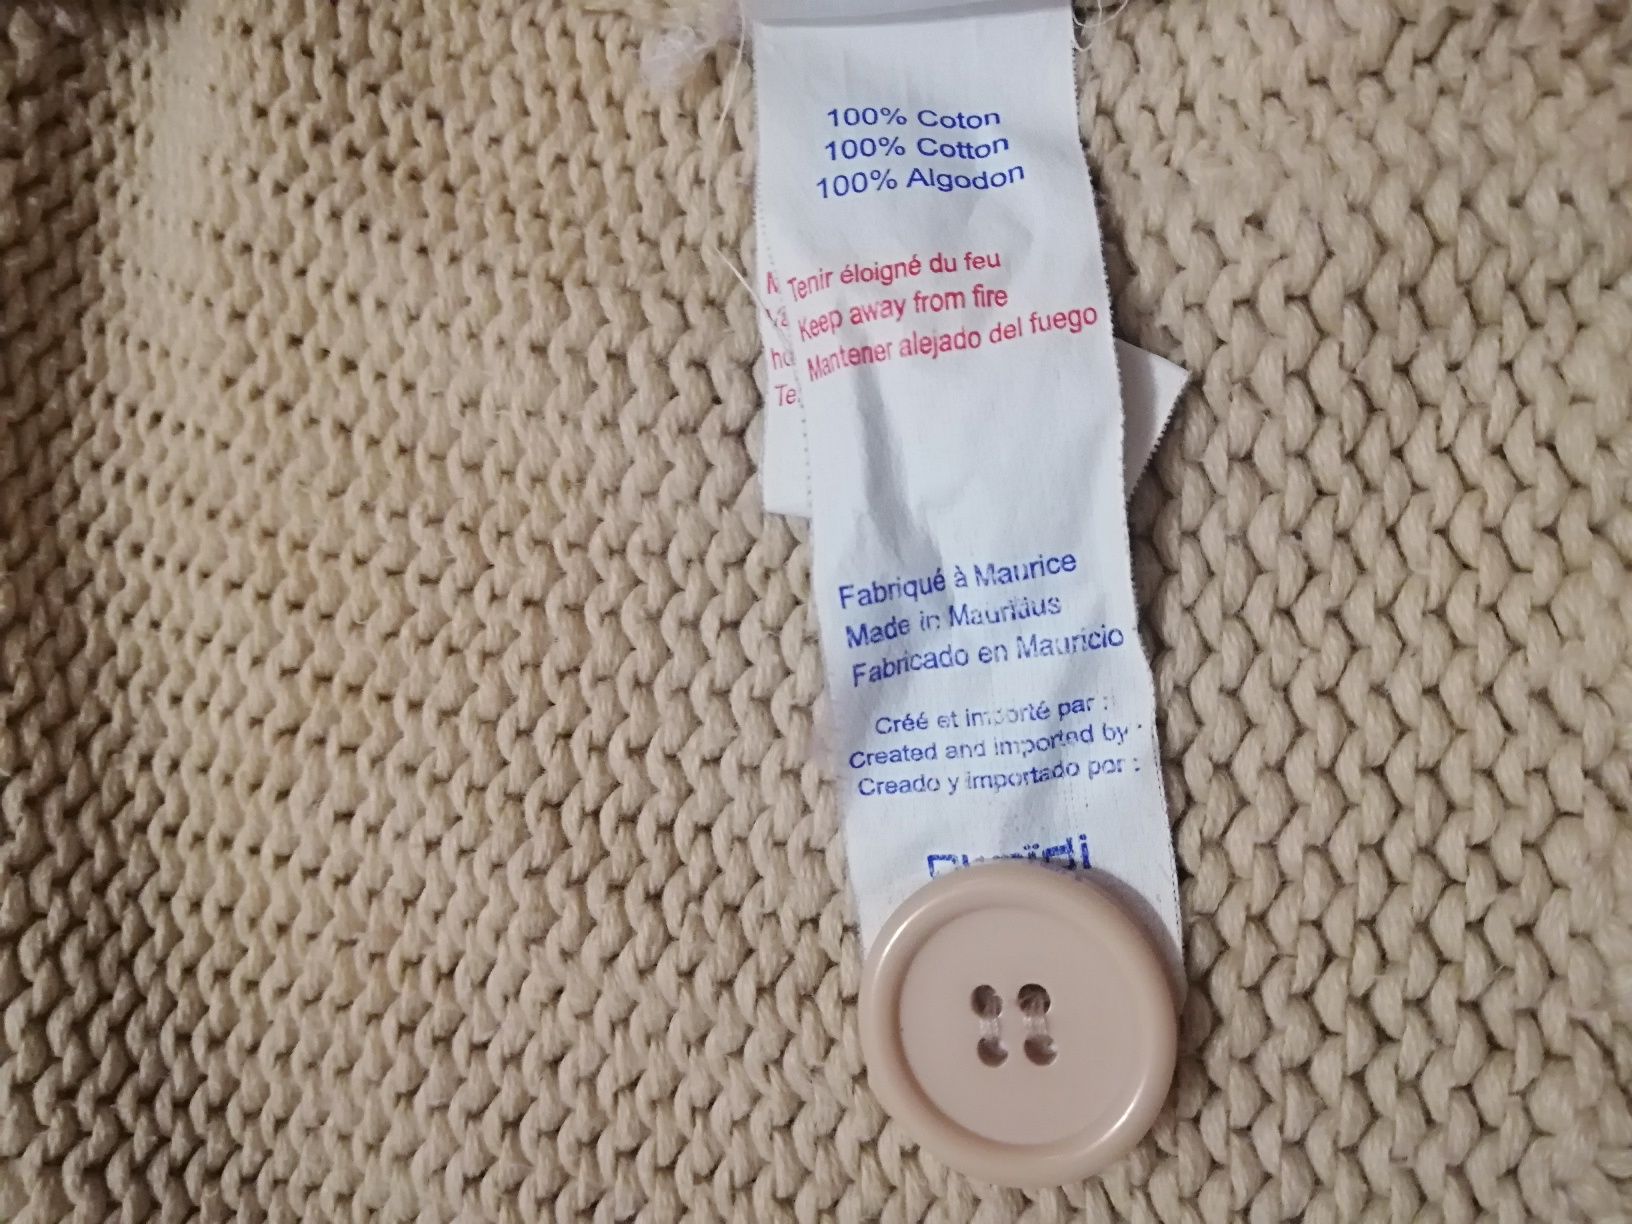 100% Coton
100% Cotton
100% Algodon
Tenir éloigné du feu
Keep away from fire
Mantener alejado del fuego
Fabriqué à Maurice
Made in Mauritius
Fabricado en Mauricio
Créé et importé par :
Created and imported by :
Creado y importado por :